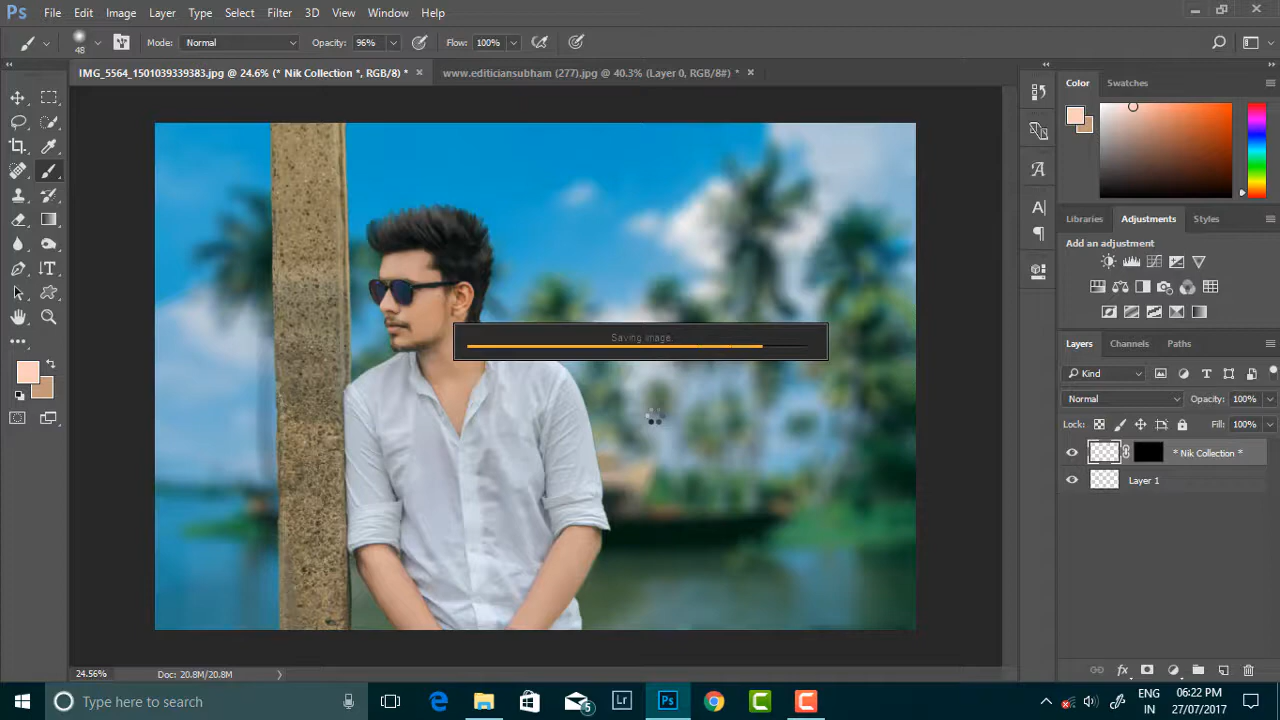 Ps File Edit Image Layer Type Select Filter 3D View Window Help
48 Mode: Normal Opacity: 96% Flow: 100%
IMG_5564_1501039339383.jpg @ 24.6% (* Nik Collection *, RGB/8) * × www.editiciansubham (277).jpg @ 40.3% (Layer 0, RGB/8#) * ×
Color Swatches
Libraries Adjustments Styles
Add an adjustment
Saving image
Layers Channels Paths
Kind
Normal Opacity: 100%
Lock: Fill: 100%
* Nik Collection *
Layer 1
24.56% Doc: 20.8M/20.8M
Type here to search
5
Lr
Ps
ENG
IN
06:22 PM
27/07/2017